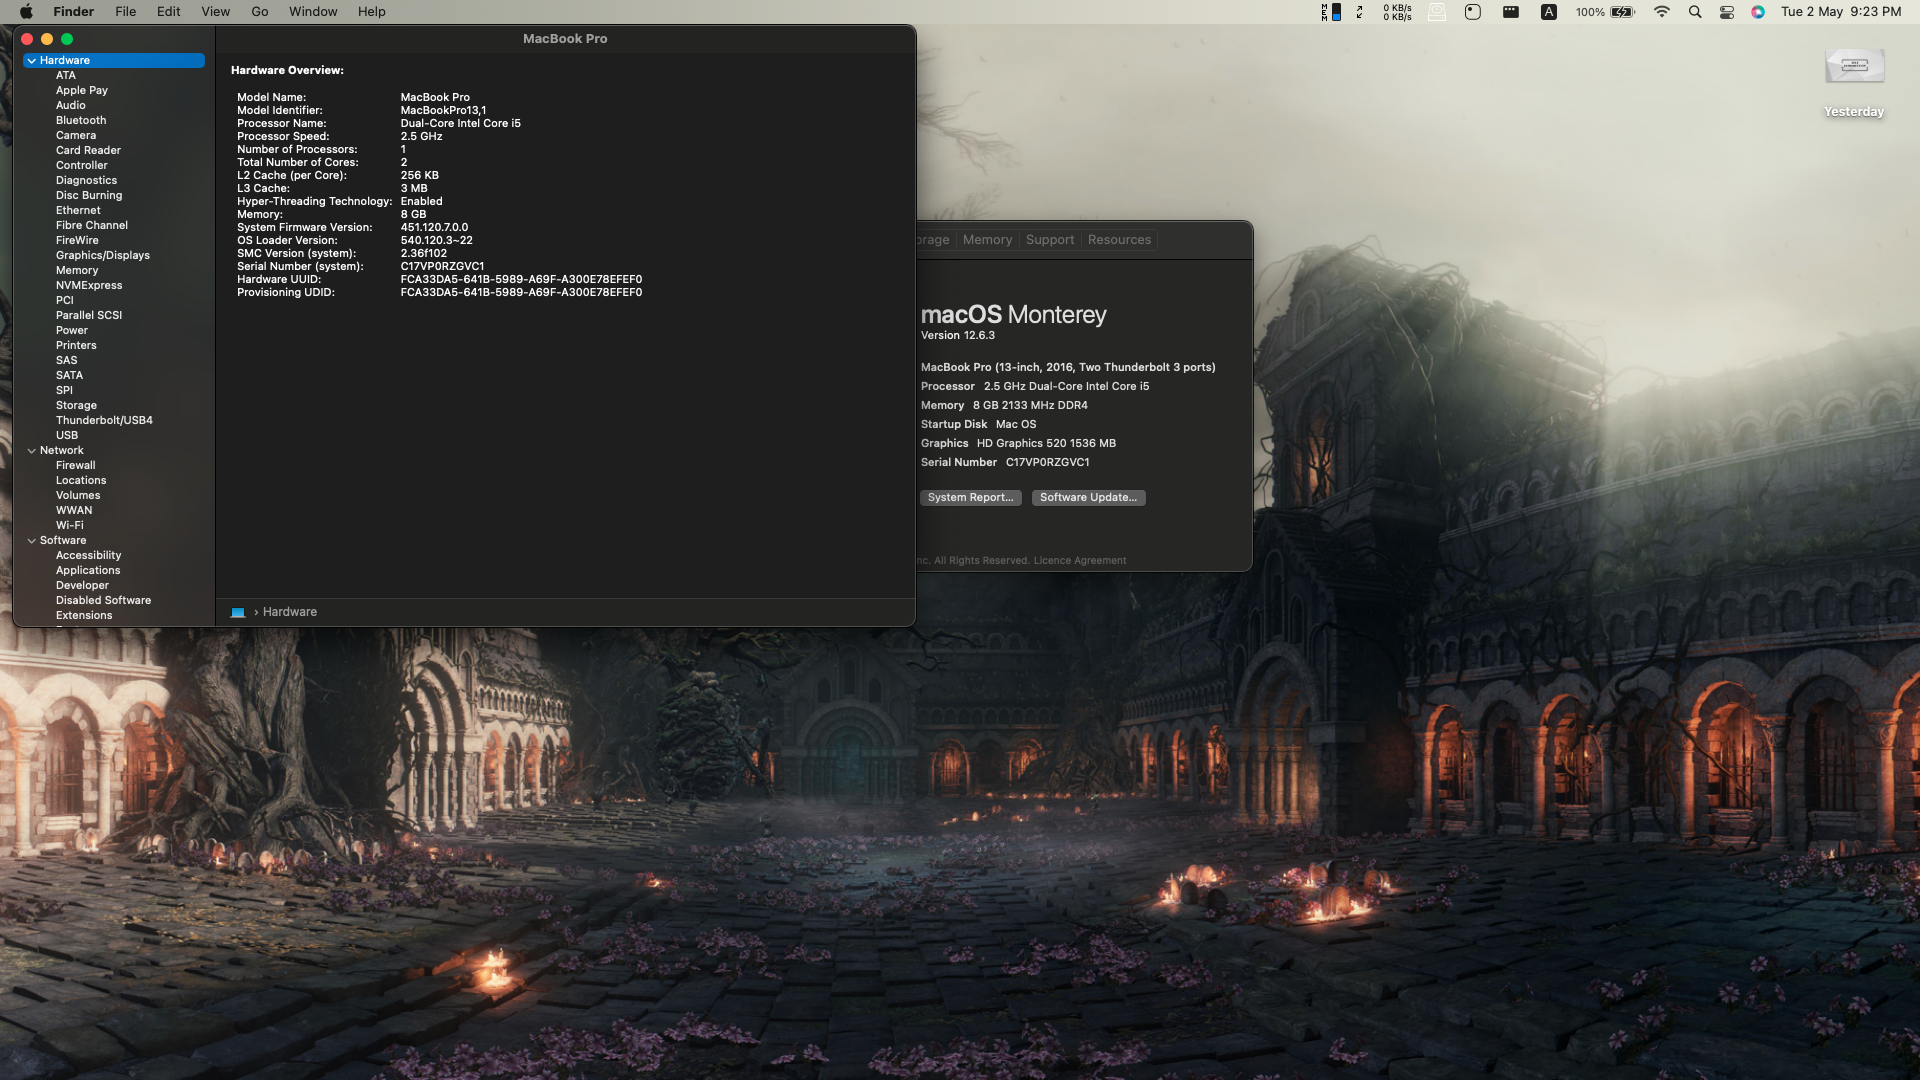 Finder File Edit View Go Window Help
MEM
0 KB/s
0 KB/s
A
100%
Tue 2 May 9:23 PM
MacBook Pro
Hardware
ATA
Apple Pay
Audio
Bluetooth
Camera
Card Reader
Controller
Diagnostics
Disc Burning
Ethernet
Fibre Channel
FireWire
Graphics/Displays
Memory
NVMExpress
PCI
Parallel SCSI
Power
Printers
SAS
SATA
SPI
Storage
Thunderbolt/USB4
USB
Network
Firewall
Locations
Volumes
WWAN
Wi-Fi
Software
Accessibility
Applications
Developer
Disabled Software
Extensions
Hardware Overview:
Model Name: MacBook Pro
Model Identifier: MacBookPro13,1
Processor Name: Dual-Core Intel Core i5
Processor Speed: 2.5 GHz
Number of Processors: 1
Total Number of Cores: 2
L2 Cache (per Core): 256 KB
L3 Cache: 3 MB
Hyper-Threading Technology: Enabled
Memory: 8 GB
System Firmware Version: 451.120.7.0.0
OS Loader Version: 540.120.3~22
SMC Version (system): 2.36f102
Serial Number (system): C17VP0RZGVC1
Hardware UUID: FCA33DA5-641B-5989-A69F-A300E78EFEF0
Provisioning UDID: FCA33DA5-641B-5989-A69F-A300E78EFEF0
› Hardware
orage Memory Support Resources
macOS Monterey
Version 12.6.3
MacBook Pro (13-inch, 2016, Two Thunderbolt 3 ports)
Processor 2.5 GHz Dual-Core Intel Core i5
Memory 8 GB 2133 MHz DDR4
Startup Disk Mac OS
Graphics HD Graphics 520 1536 MB
Serial Number C17VP0RZGVC1
System Report... Software Update...
nc. All Rights Reserved. Licence Agreement
Yesterday